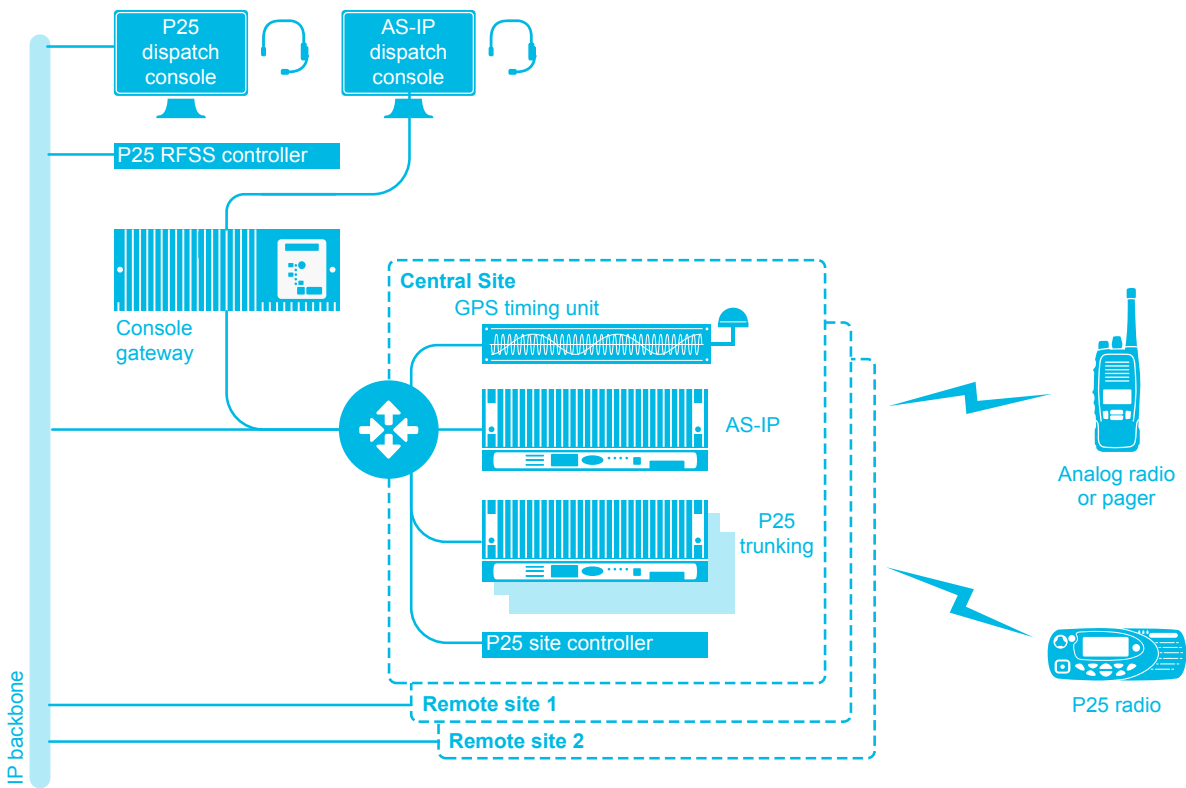 P25
dispatch
console
AS-IP
dispatch
console
P25 RFSS controller
Console
gateway
Central Site
GPS timing unit
AS-IP
P25
trunking
P25 site controller
Remote site 1
Remote site 2
Analog radio
or pager
P25 radio
IP backbone